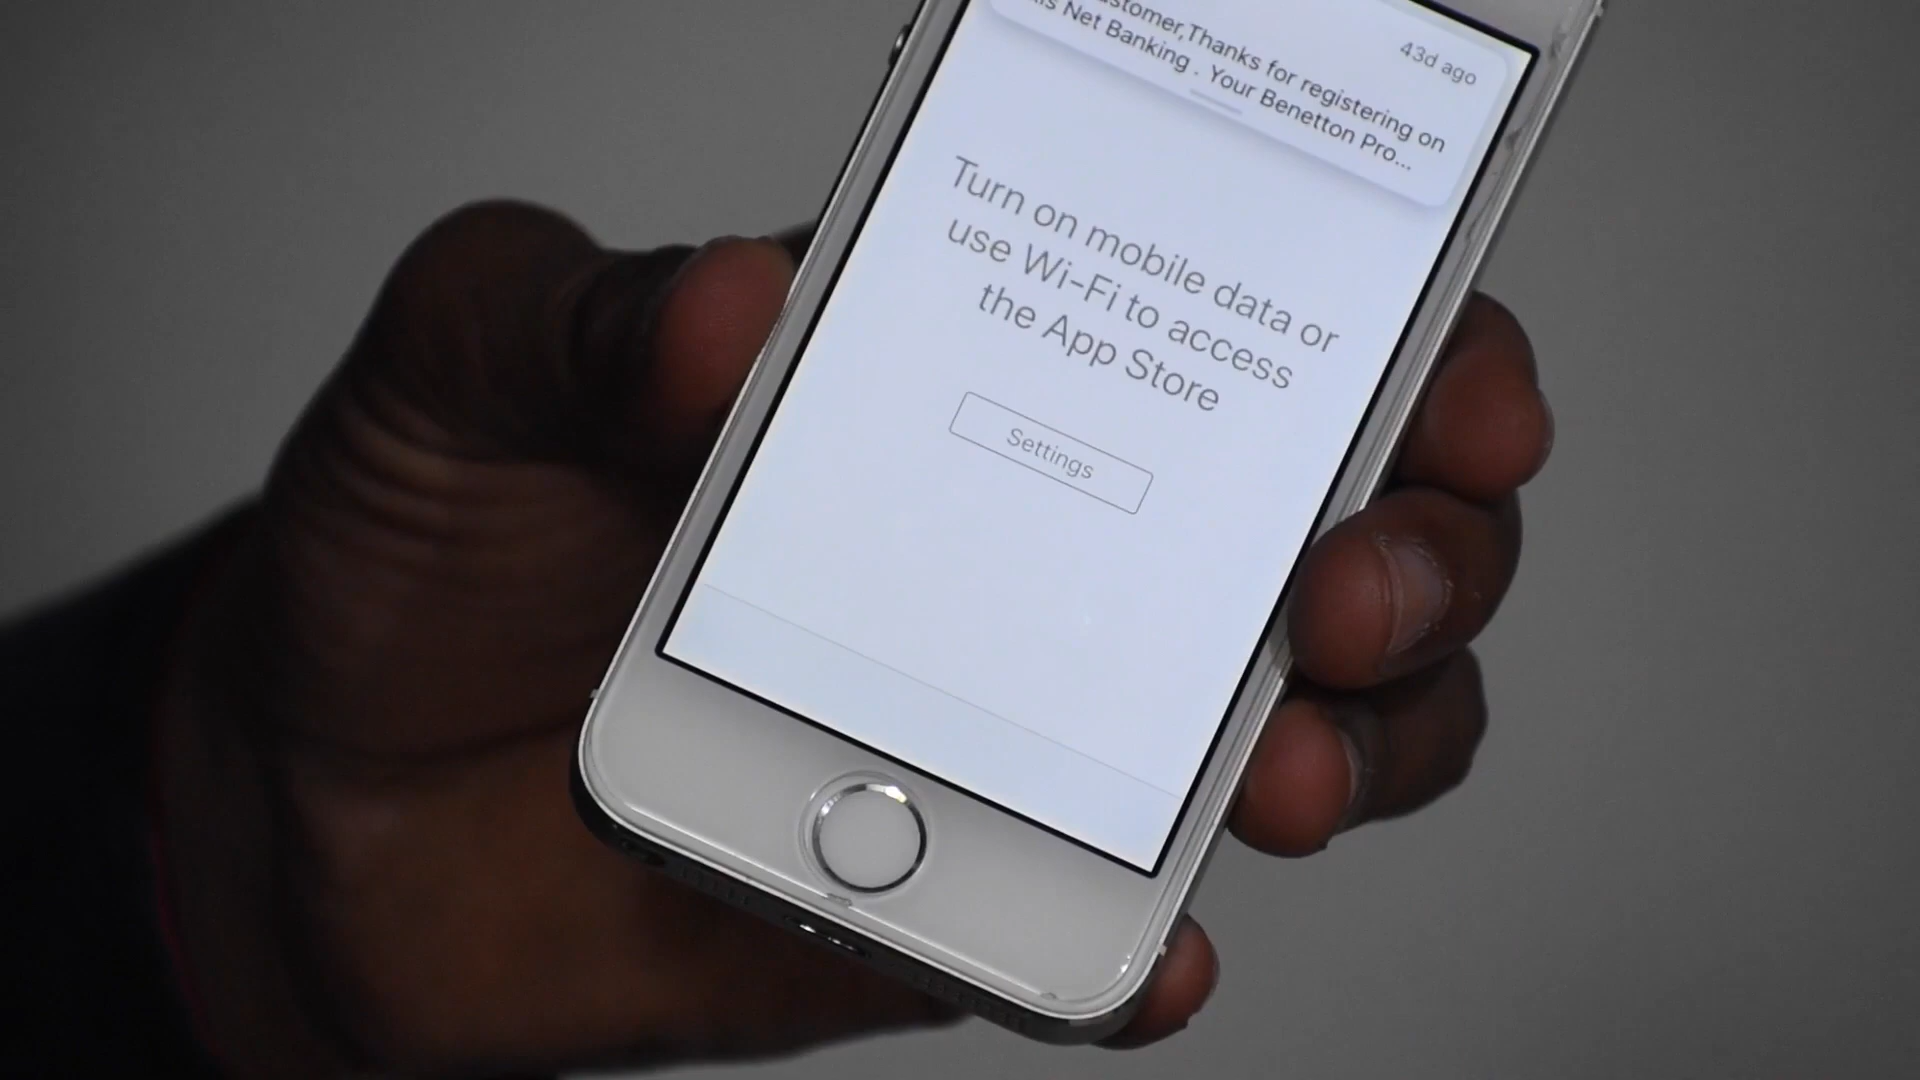 43d ago
stomer,Thanks for registering on
is Net Banking . Your Benetton Pro...
Turn on mobile data or
use Wi-Fi to access
the App Store
Settings